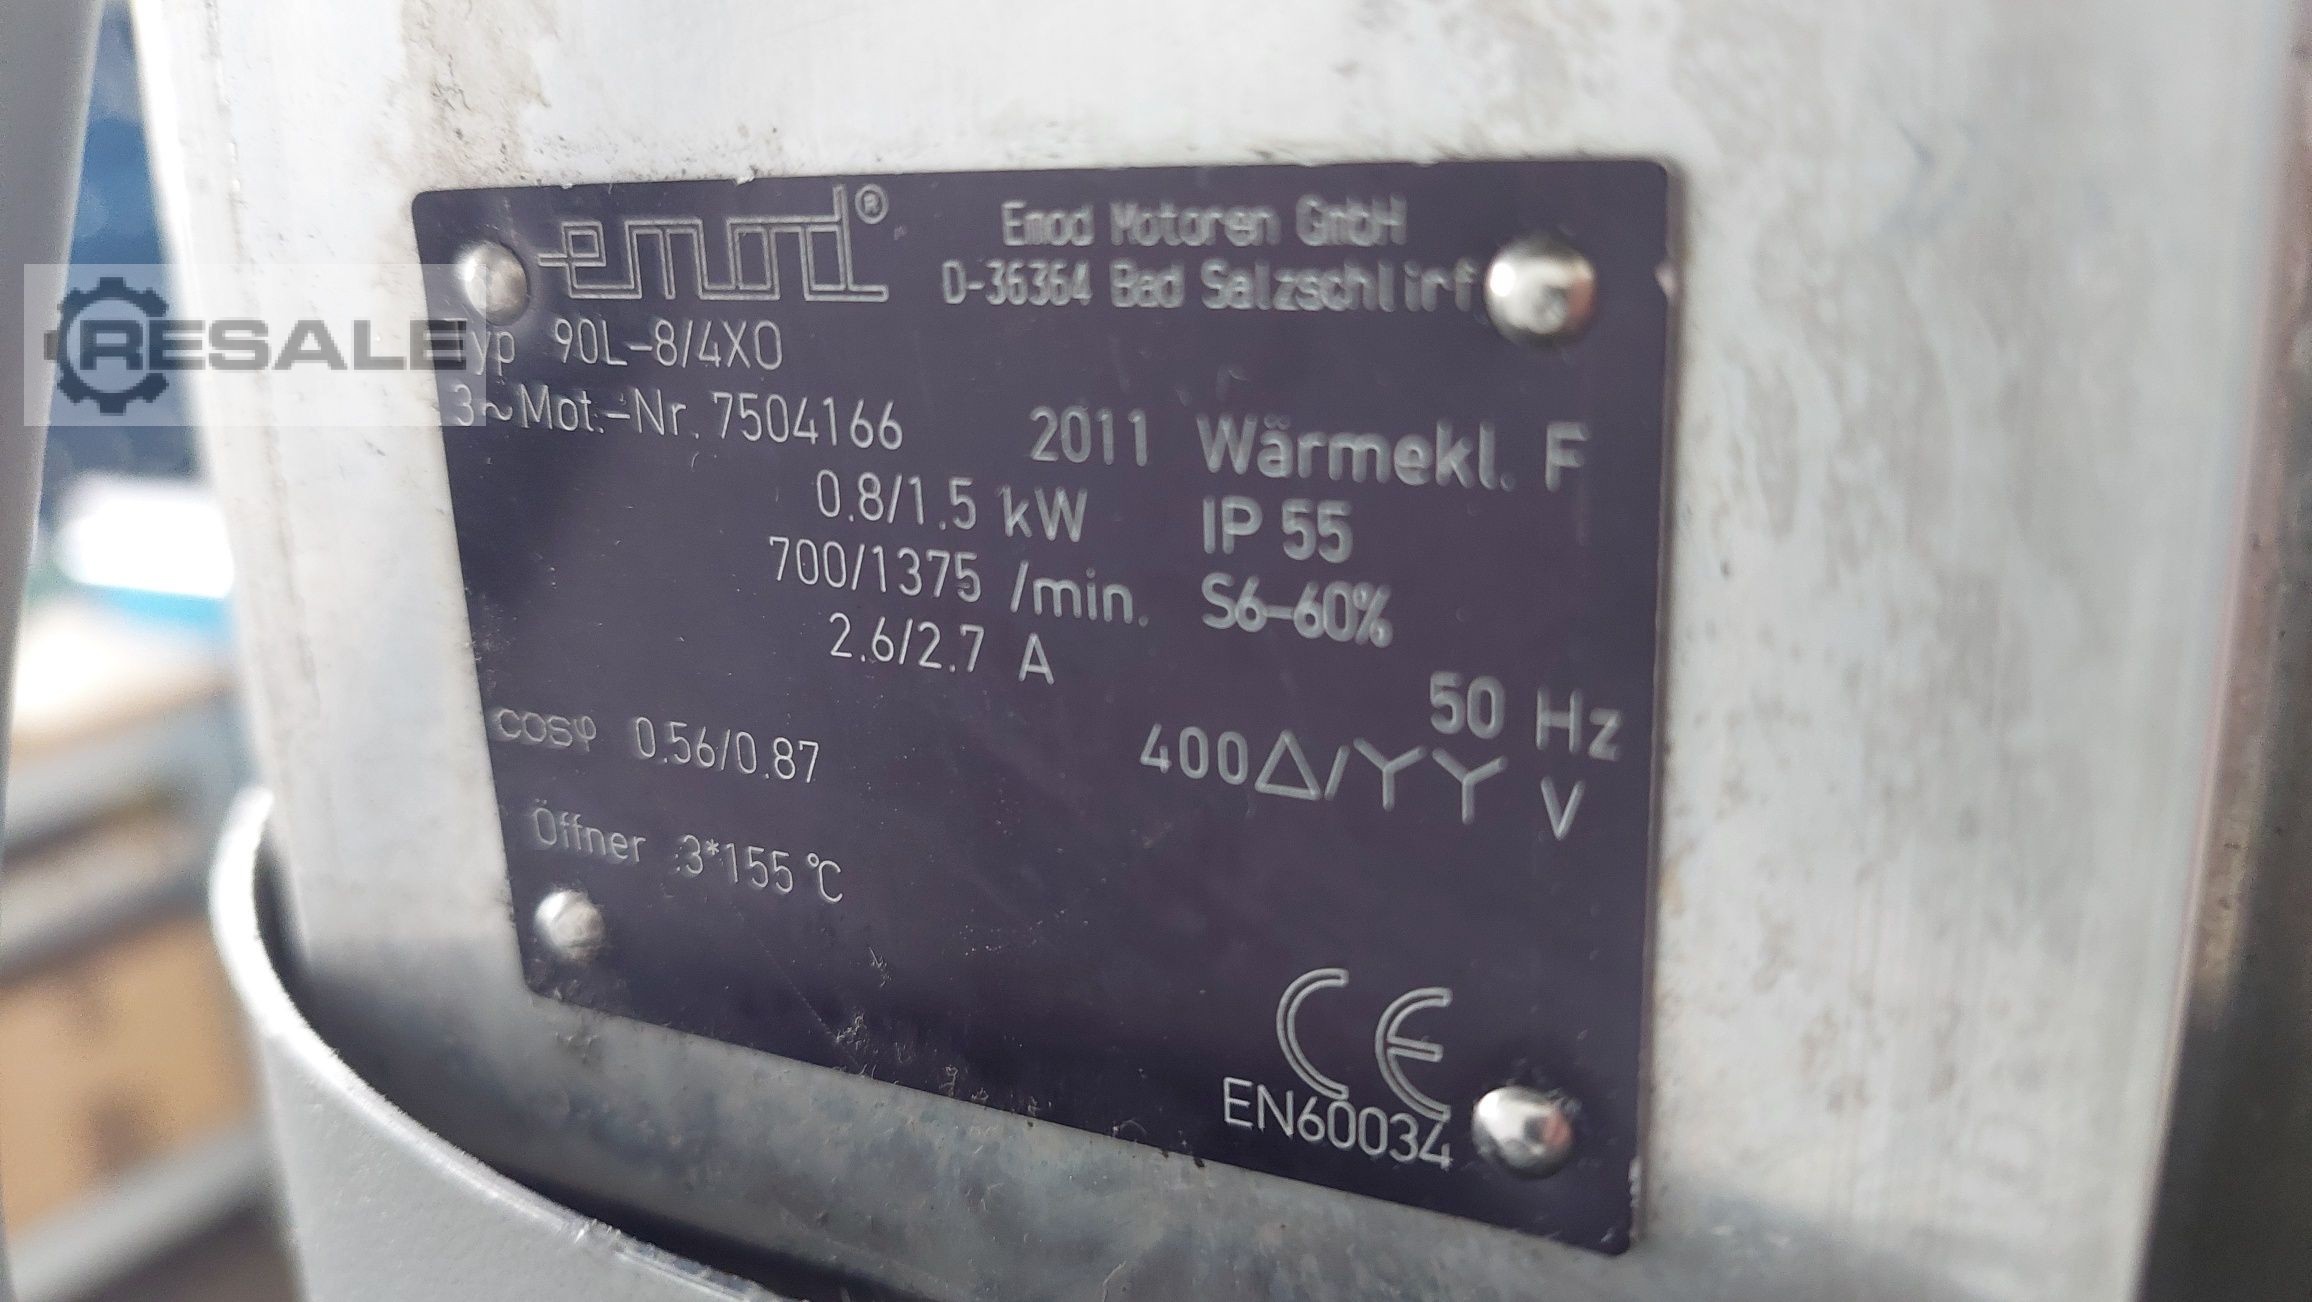 emod®
Emod Motoren GmbH
D-36364 Bad Salzschlirf
RESALE
Typ 90L-8/4XO
3~Mot.-Nr. 7504166 2011 Wärmekl. F
0.8/1.5 kW IP 55
700/1375 /min. S6-60%
2.6/2.7 A
50 Hz
cosφ 0.56/0.87 400Δ/YY V
Öffner 3*155 °C
CE
EN60034